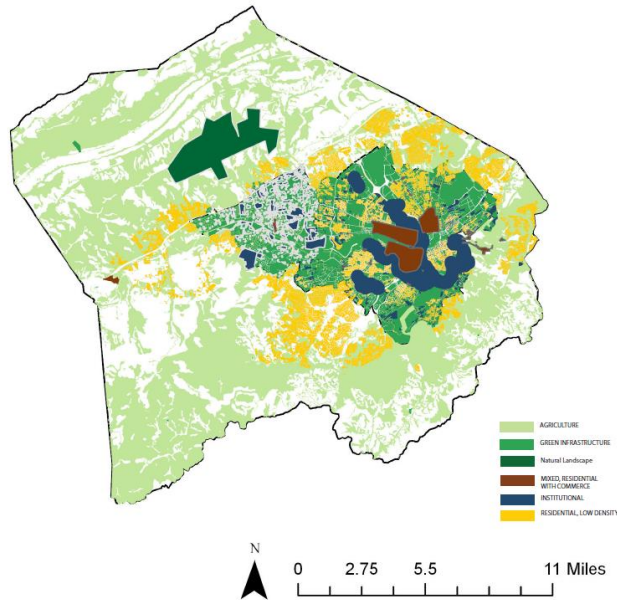 AGRICULTURE
GREEN INFRASTRUCTURE
Natural Landscape
MIXED, RESIDENTIAL
WITH COMMERCE
INSTITUTIONAL
RESIDENTIAL, LOW DENSITY
N
0 2.75 5.5 11 Miles